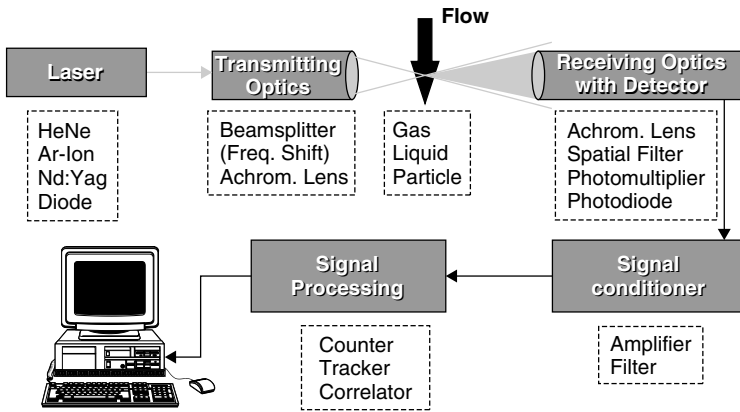 Flow
Laser
Transmitting
Optics
Receiving Optics
with Detector
HeNe
Ar-Ion
Nd:Yag
Diode
Beamsplitter
(Freq. Shift)
Achrom. Lens
Gas
Liquid
Particle
Achrom. Lens
Spatial Filter
Photomultiplier
Photodiode
Signal
Processing
Signal
conditioner
Counter
Tracker
Correlator
Amplifier
Filter